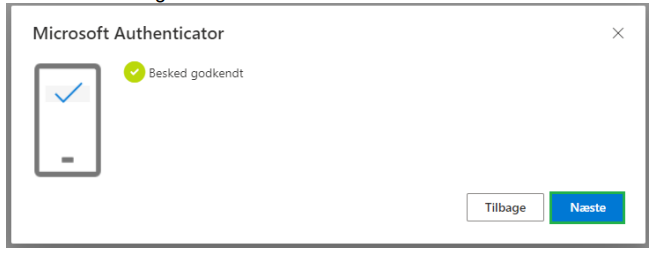 Microsoft Authenticator
Besked godkendt
Tilbage
Næste